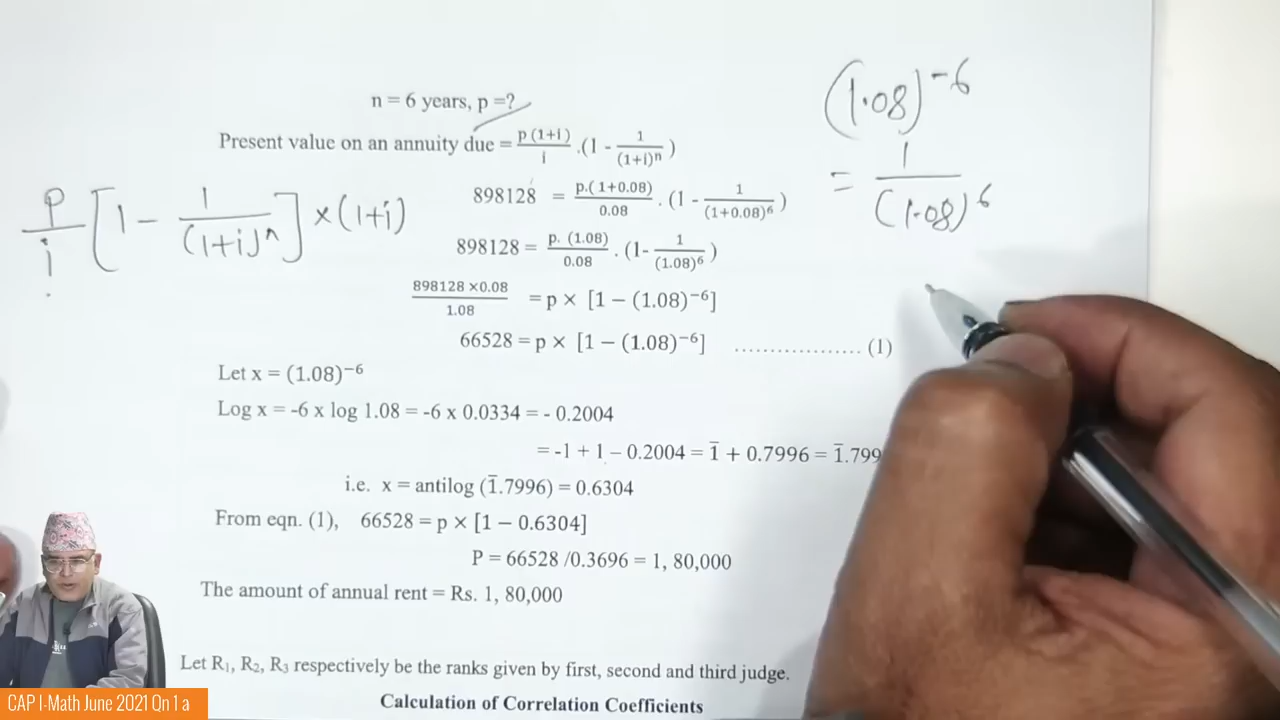 n = 6 years, p =?
Present value on an annuity due = p (1+i)/i .(1 - 1/(1+i)ⁿ )
898128 = p.( 1+0.08)/0.08 . (1 - 1/(1+0.08)⁶ )
898128 = p. (1.08)/0.08 . (1- 1/(1.08)⁶ )
898128 ×0.08/1.08 = p × [1 − (1.08)⁻⁶]
66528 = p × [1 − (1.08)⁻⁶] .................. (1)
Let x = (1.08)⁻⁶
Log x = -6 x log 1.08 = -6 x 0.0334 = - 0.2004
= -1 + 1 – 0.2004 = 1̅ + 0.7996 = 1̅.799
i.e. x = antilog (1̅.7996) = 0.6304
From eqn. (1), 66528 = p × [1 − 0.6304]
P = 66528 /0.3696 = 1, 80,000
The amount of annual rent = Rs. 1, 80,000
Let R₁, R₂, R₃ respectively be the ranks given by first, second and third judge.
Calculation of Correlation Coefficients
p/i [1 - 1/(1+i)ⁿ] × (1+i)
(1.08)⁻⁶
= 1/(1.08)⁶
CAP I-Math June 2021 Qn 1 a